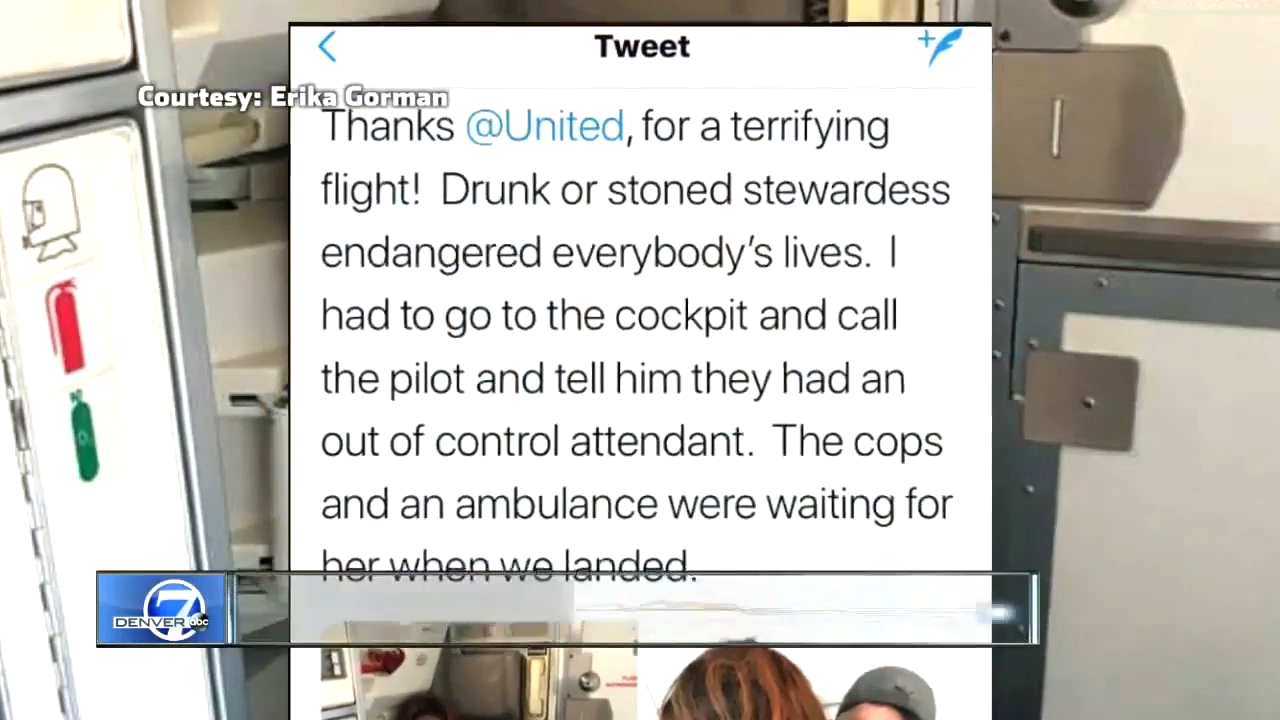 Tweet
Courtesy: Erika Gorman
Thanks @United, for a terrifying
flight! Drunk or stoned stewardess
endangered everybody's lives. I
had to go to the cockpit and call
the pilot and tell him they had an
out of control attendant. The cops
and an ambulance were waiting for
her when we landed.
DENVER 7 abc